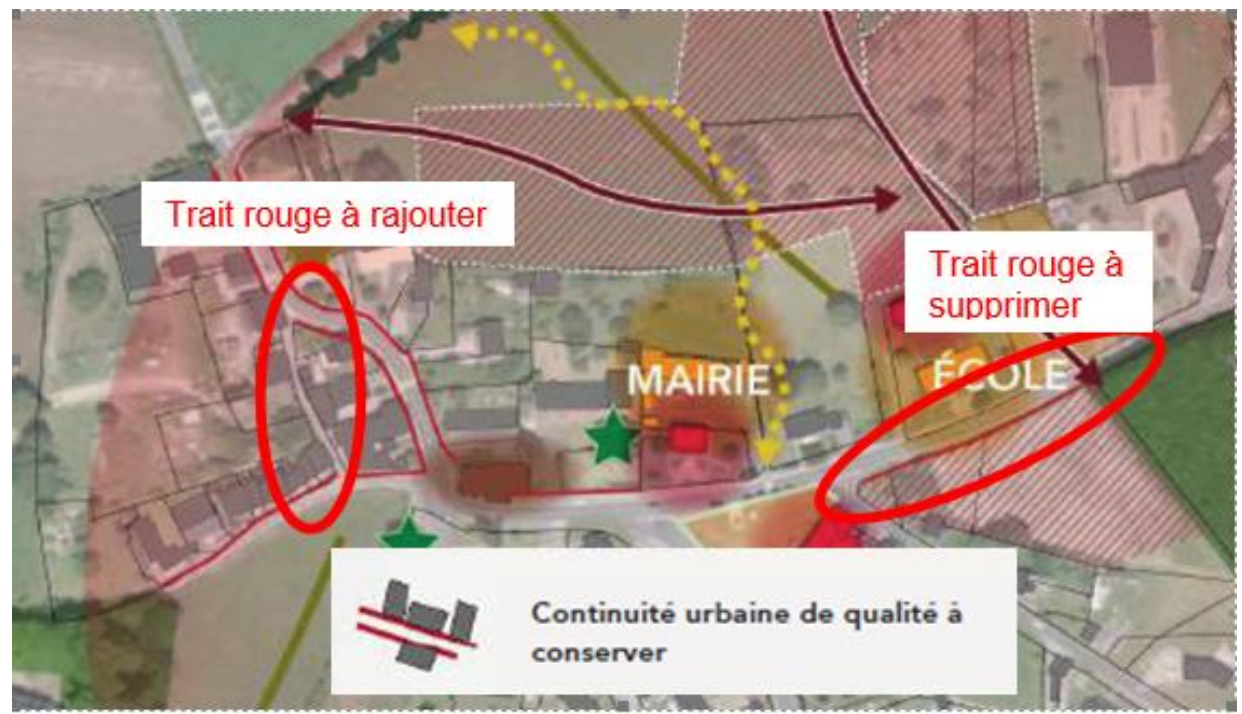 Trait rouge à rajouter
Trait rouge à
supprimer
MAIRIE
ÉCOLE
Continuité urbaine de qualité à
conserver